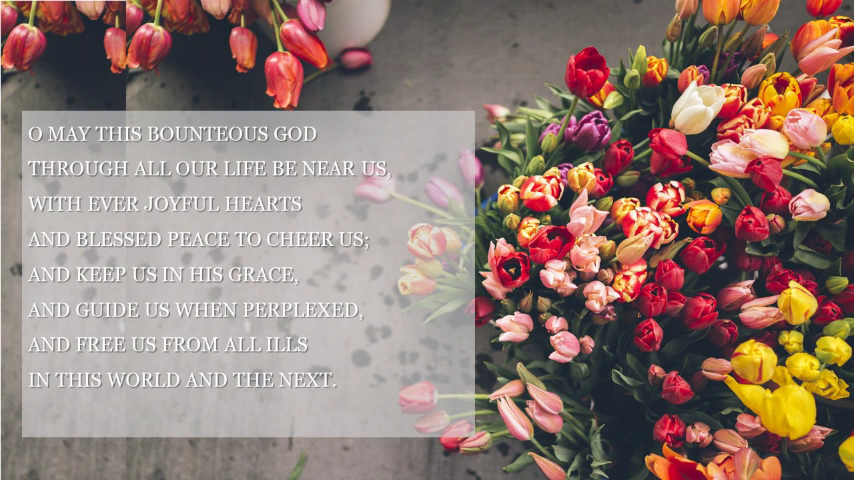 O MAY THIS BOUNTEOUS GOD
THROUGH ALL OUR LIFE BE NEAR US,
WITH EVER JOYFUL HEARTS
AND BLESSED PEACE TO CHEER US;
AND KEEP US IN HIS GRACE,
AND GUIDE US WHEN PERPLEXED,
AND FREE US FROM ALL ILLS
IN THIS WORLD AND THE NEXT.